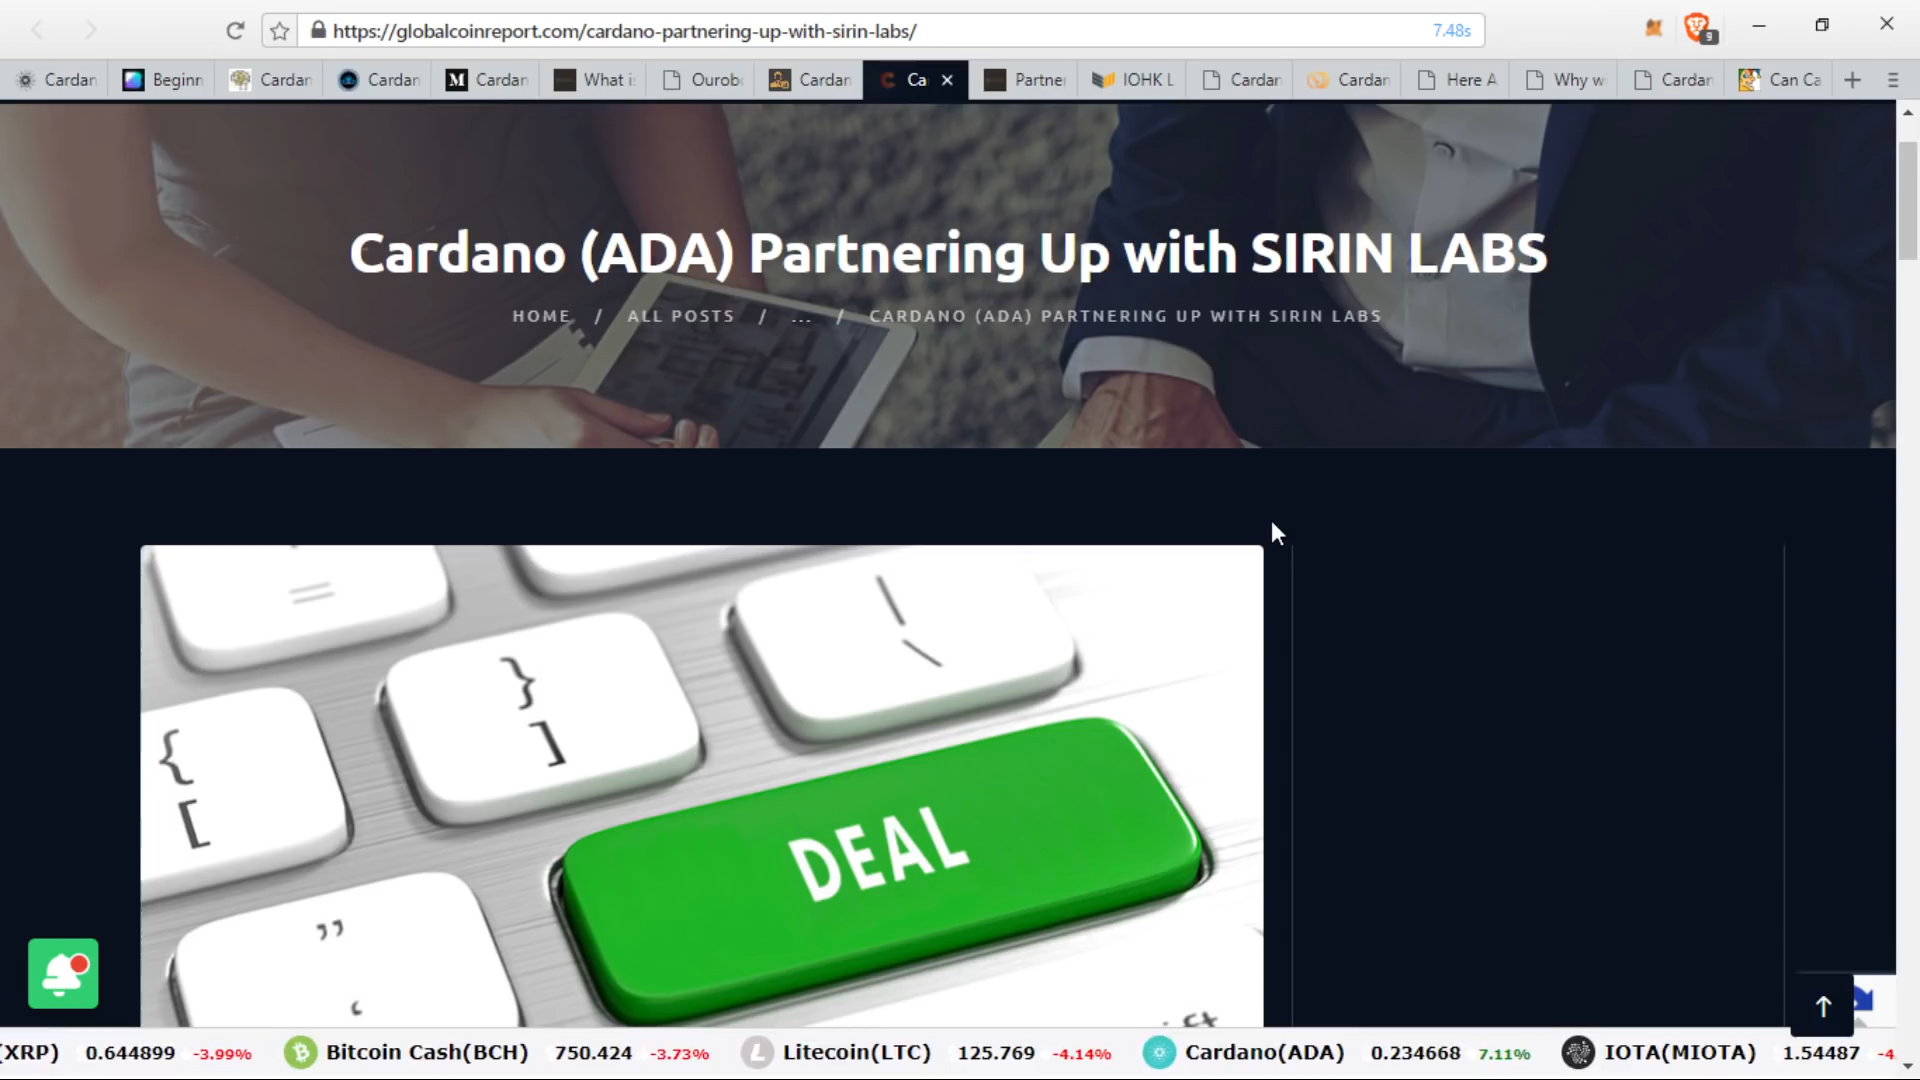 https://globalcoinreport.com/cardano-partnering-up-with-sirin-labs/
7.48s
9
Cardan
Beginn
Cardan
Cardan
Cardan
What i
Ourob
Cardan
Ca
Partne
IOHK L
Cardan
Cardan
Here A
Why w
Cardan
Can Ca
Cardano (ADA) Partnering Up with SIRIN LABS
HOME / ALL POSTS / ... / CARDANO (ADA) PARTNERING UP WITH SIRIN LABS
=
}
]
{
[
DEAL
(XRP) 0.644899 -3.99% Bitcoin Cash(BCH) 750.424 -3.73% Litecoin(LTC) 125.769 -4.14% Cardano(ADA) 0.234668 7.11% IOTA(MIOTA) 1.54487 -4